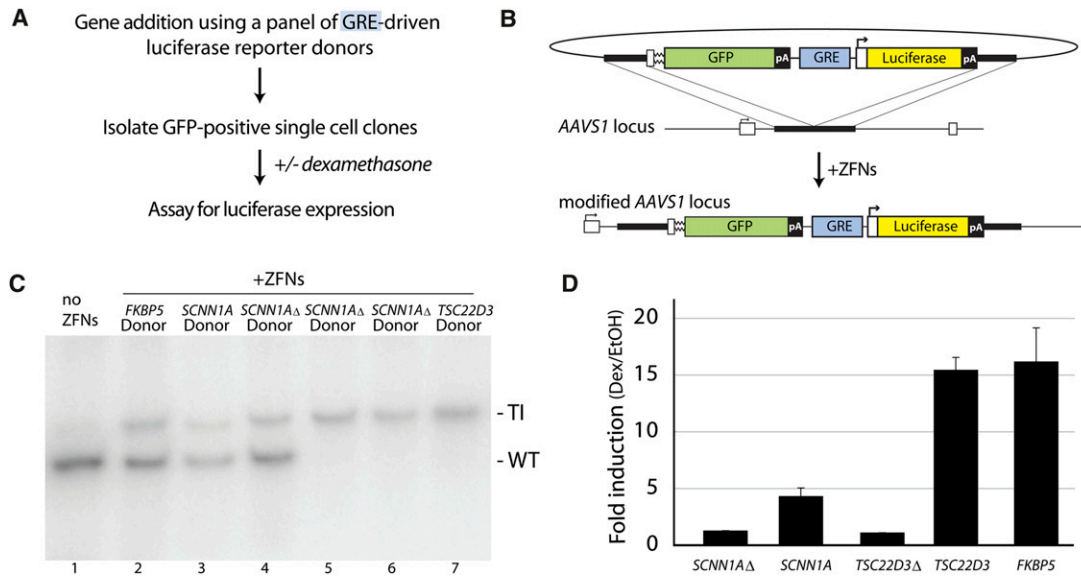 A
Gene addition using a panel of GRE-driven
luciferase reporter donors
Isolate GFP-positive single cell clones
+/- dexamethasone
Assay for luciferase expression
B
GFP pA GRE Luciferase pA
AAVS1 locus
+ZFNs
modified AAVS1 locus
GFP pA GRE Luciferase pA
C
+ZFNs
no
ZFNs
FKBP5 SCNN1A SCNN1AΔ SCNN1AΔ SCNN1AΔ TSC22D3
Donor Donor Donor Donor Donor Donor
- TI
- WT
1 2 3 4 5 6 7
D
Fold induction (Dex/EtOH)
20
15
10
5
0
SCNN1AΔ SCNN1A TSC22D3Δ TSC22D3 FKBP5